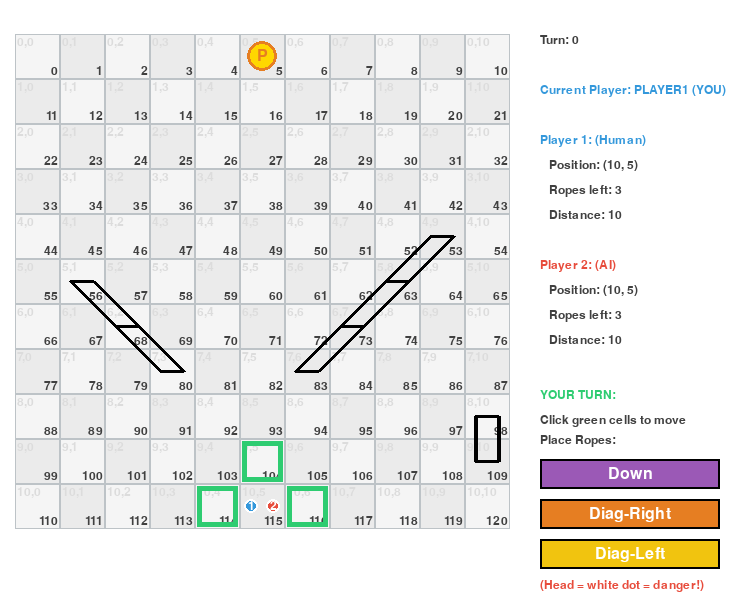 Turn: 0
0,0 0,1 0,2 0,3 0,4 0,6 0,7 0,8 0,9 0,10
P
0 1 2 3 4 5 6 7 8 9 10
Current Player: PLAYER1 (YOU)
1,0 1,1 1,2 1,3 1,4 1,5 1,6 1,7 1,8 1,9 1,10
11 12 13 14 15 16 17 18 19 20 21
2,0 2,1 2,2 2,3 2,4 2,5 2,6 2,7 2,8 2,9 2,10
Player 1: (Human)
22 23 24 25 26 27 28 29 30 31 32
Position: (10, 5)
3,0 3,1 3,2 3,3 3,4 3,5 3,6 3,7 3,8 3,9 3,10
Ropes left: 3
33 34 35 36 37 38 39 40 41 42 43
Distance: 10
4,0 4,1 4,2 4,3 4,4 4,5 4,6 4,7 4,8 4,9 4,10
44 45 46 47 48 49 50 51 52 53 54
Player 2: (AI)
5,0 5,1 5,2 5,3 5,4 5,5 5,6 5,7 5,8 5,9 5,10
Position: (10, 5)
55 56 57 58 59 60 61 62 63 64 65
Ropes left: 3
6,0 6,1 6,2 6,3 6,4 6,5 6,6 6,7 6,8 6,9 6,10
66 67 68 69 70 71 72 73 74 75 76
Distance: 10
7,0 7,1 7,2 7,4 7,5 7,7 7,8 7,9 7,10
77 78 79 80 81 82 83 84 85 86 87
YOUR TURN:
8,0 8,1 8,2 8,3 8,4 8,5 8,6 8,7 8,8 8,9 8,10
Click green cells to move
88 89 90 91 92 93 94 95 96 97 98
Place Ropes:
9,0 9,1 9,2 9,3 9,4 9,6 9,7 9,8 9,9
99 100 101 102 103 104 105 106 107 108 109
Down
10,0 10,1 10,2 10,3 10,5 10,7 10,8 10,9 10,10
1 2
110 111 112 113 114 115 116 117 118 119 120
Diag-Right
Diag-Left
(Head = white dot = danger!)